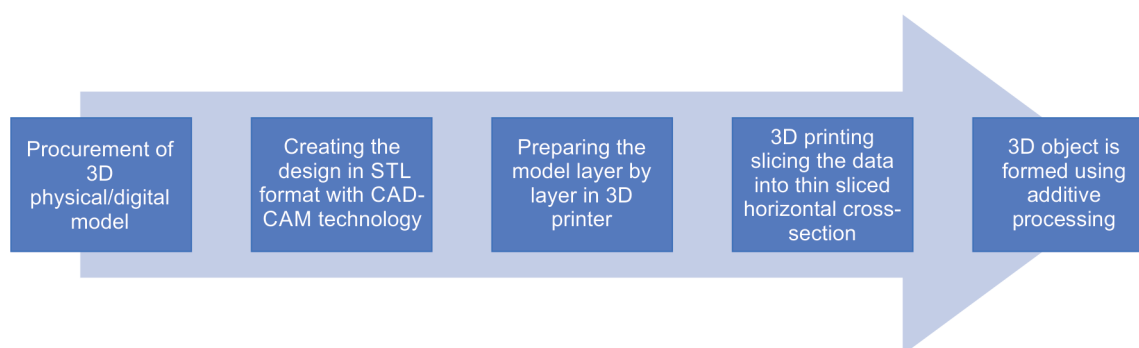 Procurement of
3D
physical/digital
model
Creating the
design in STL
format with CAD-
CAM technology
Preparing the
model layer by
layer in 3D
printer
3D printing
slicing the data
into thin sliced
horizontal cross-
section
3D object is
formed using
additive
processing